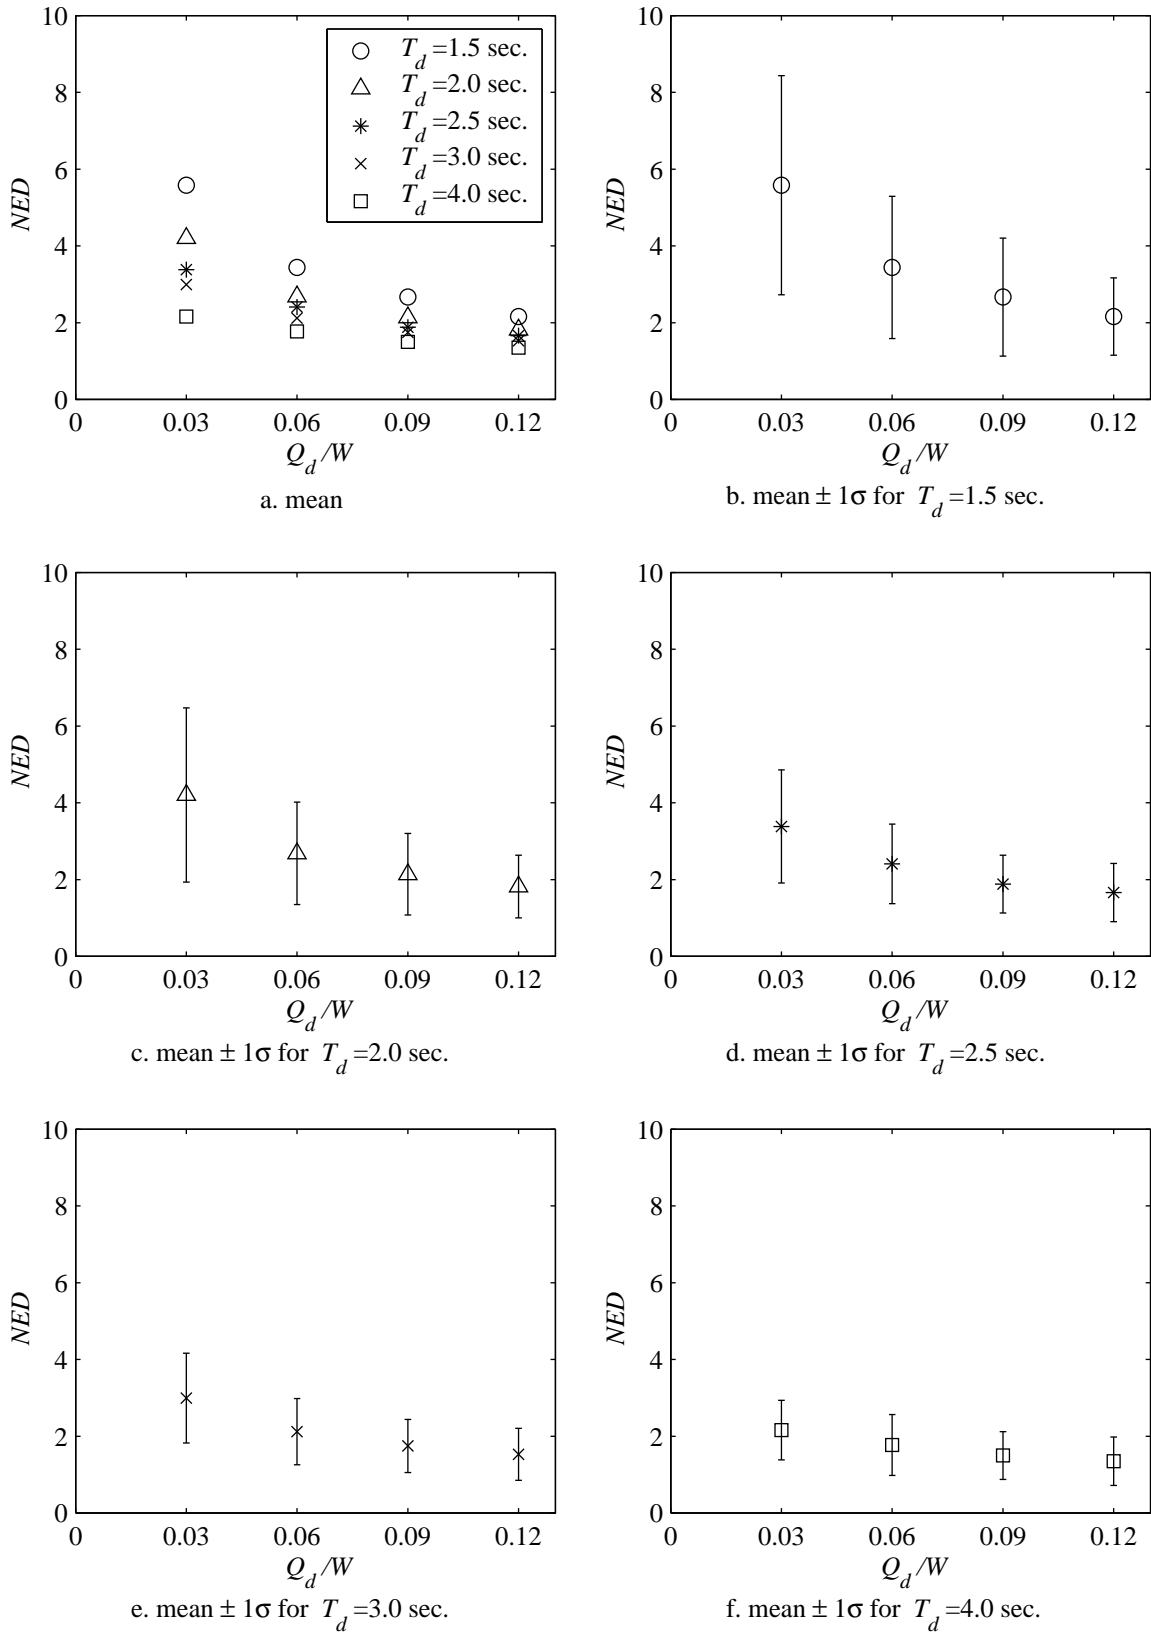 10
8
6
4
2
0
NED
T_d =1.5 sec.
T_d =2.0 sec.
T_d =2.5 sec.
T_d =3.0 sec.
T_d =4.0 sec.
0 0.03 0.06 0.09 0.12
Q_d /W
a. mean
10
8
6
4
2
0
NED
0 0.03 0.06 0.09 0.12
Q_d /W
b. mean ± 1σ for T_d =1.5 sec.
10
8
6
4
2
0
NED
0 0.03 0.06 0.09 0.12
Q_d /W
c. mean ± 1σ for T_d =2.0 sec.
10
8
6
4
2
0
NED
0 0.03 0.06 0.09 0.12
Q_d /W
d. mean ± 1σ for T_d =2.5 sec.
10
8
6
4
2
0
NED
0 0.03 0.06 0.09 0.12
Q_d /W
e. mean ± 1σ for T_d =3.0 sec.
10
8
6
4
2
0
NED
0 0.03 0.06 0.09 0.12
Q_d /W
f. mean ± 1σ for T_d =4.0 sec.